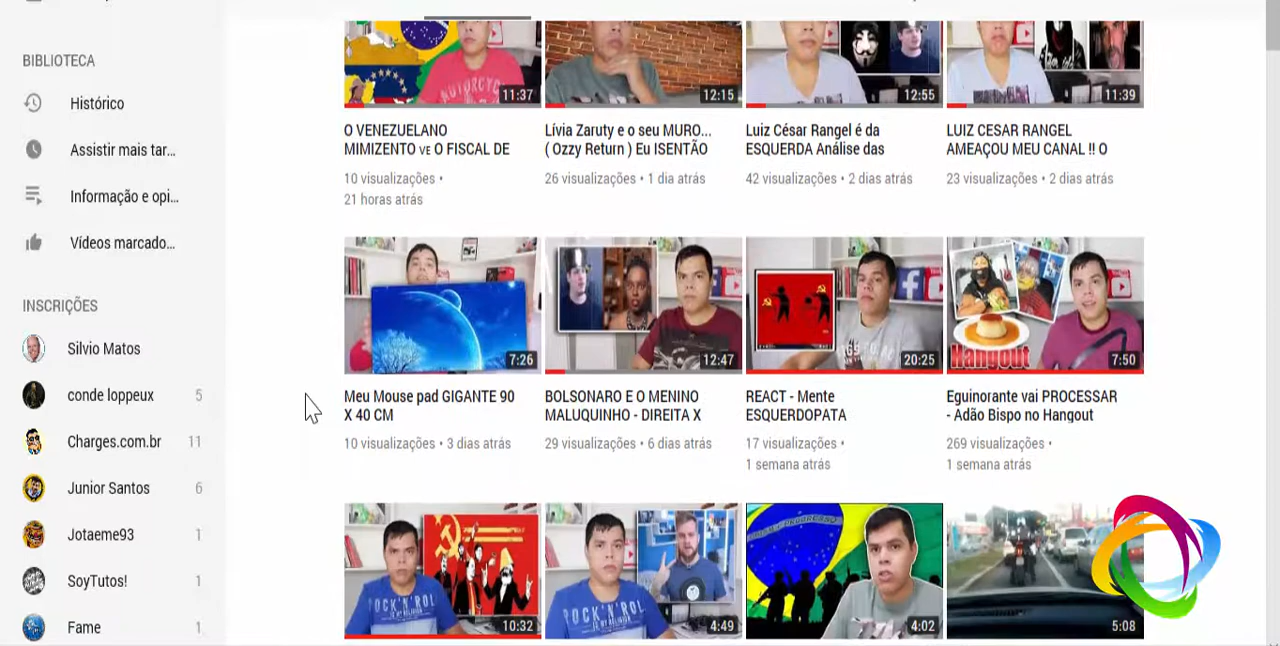 BIBLIOTECA
Histórico
Assistir mais tar...
Informação e opi...
Vídeos marcado...
INSCRIÇÕES
Silvio Matos
conde loppeux 5
Charges.com.br 11
Junior Santos 6
Jotaeme93 1
SoyTutos! 1
Fame 1
11:37
12:15
12:55
11:39
O VENEZUELANO
MIMIZENTO VE O FISCAL DE
10 visualizações •
21 horas atrás
Lívia Zaruty e o seu MURO...
( Ozzy Return ) Eu ISENTÃO
26 visualizações • 1 dia atrás
Luiz César Rangel é da
ESQUERDA Análise das
42 visualizações • 2 dias atrás
LUIZ CESAR RANGEL
AMEAÇOU MEU CANAL !! O
23 visualizações • 2 dias atrás
7:26
12:47
20:25
Hangout
7:50
Meu Mouse pad GIGANTE 90
X 40 CM
10 visualizações • 3 dias atrás
BOLSONARO E O MENINO
MALUQUINHO - DIREITA X
29 visualizações • 6 dias atrás
REACT - Mente
ESQUERDOPATA
17 visualizações •
1 semana atrás
Eguinorante vai PROCESSAR
- Adão Bispo no Hangout
269 visualizações •
1 semana atrás
ROCK'N'ROL
10:32
ROCK'N'ROL
4:49
4:02
5:08